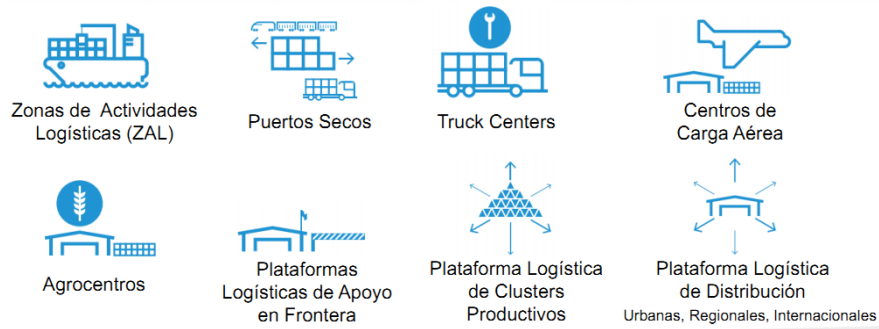 Zonas de Actividades
Logísticas (ZAL)
Puertos Secos
Truck Centers
Centros de
Carga Aérea
Agrocentros
Plataformas
Logísticas de Apoyo
en Frontera
Plataforma Logística
de Clusters
Productivos
Plataforma Logística
de Distribución
Urbanas, Regionales, Internacionales